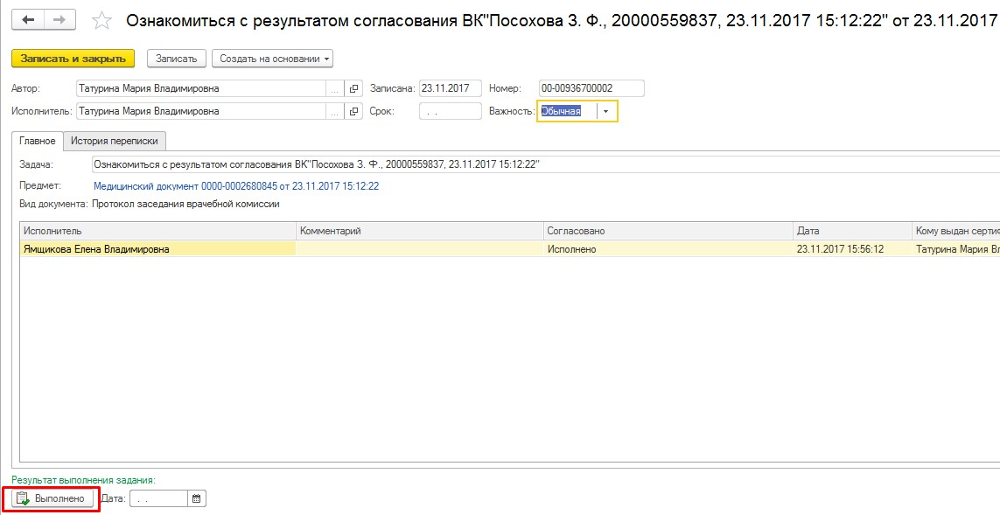 Ознакомиться с результатом согласования ВК"Посохова З. Ф., 20000559837, 23.11.2017 15:12:22" от 23.11.2017
Записать и закрыть Записать Создать на основании
Автор: Татурина Мария Владимировна ... Записана: 23.11.2017 Номер: 00-00936700002
Исполнитель: Татурина Мария Владимировна ... Срок: . . Важность: Обычная
Главное История переписки
Задача: Ознакомиться с результатом согласования ВК"Посохова З. Ф., 20000559837, 23.11.2017 15:12:22"
Предмет: Медицинский документ 0000-0002680845 от 23.11.2017 15:12:22
Вид документа: Протокол заседания врачебной комиссии
Исполнитель Комментарий Согласовано Дата Кому выдан сертиф
Ямщикова Елена Владимировна Исполнено 23.11.2017 15:56:12 Татурина Мария Вл
Результат выполнения задания:
Выполнено Дата: . .